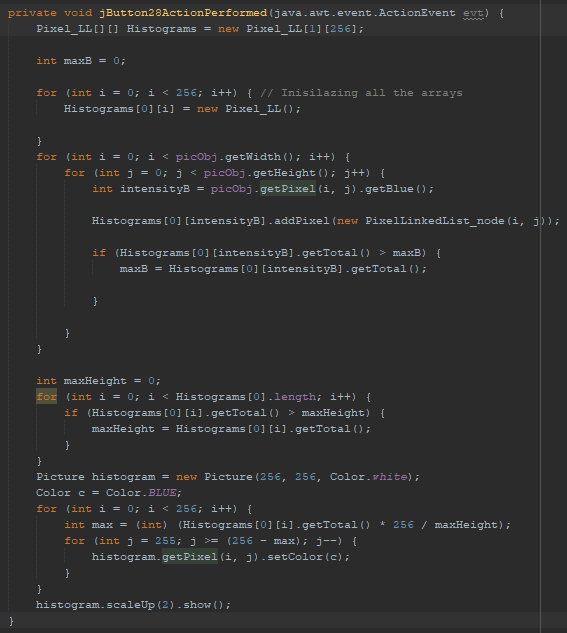 private void jButton28ActionPerformed(java.awt.event.ActionEvent evt) {
Pixel_LL[][] Histograms = new Pixel_LL[1][256];
int maxB = 0;
for (int i = 0; i < 256; i++) { // Inisilazing all the arrays
Histograms[0][i] = new Pixel_LL();
}
for (int i = 0; i < picObj.getWidth(); i++) {
for (int j = 0; j < picObj.getHeight(); j++) {
int intensityB = picObj.getPixel(i, j).getBlue();
Histograms[0][intensityB].addPixel(new PixelLinkedList_node(i, j));
if (Histograms[0][intensityB].getTotal() > maxB) {
maxB = Histograms[0][intensityB].getTotal();
}
}
}
int maxHeight = 0;
for (int i = 0; i < Histograms[0].length; i++) {
if (Histograms[0][i].getTotal() > maxHeight) {
maxHeight = Histograms[0][i].getTotal();
}
}
Picture histogram = new Picture(256, 256, Color.white);
Color c = Color.BLUE;
for (int i = 0; i < 256; i++) {
int max = (int) (Histograms[0][i].getTotal() * 256 / maxHeight);
for (int j = 255; j >= (256 - max); j--) {
histogram.getPixel(i, j).setColor(c);
}
}
histogram.scaleUp(2).show();
}